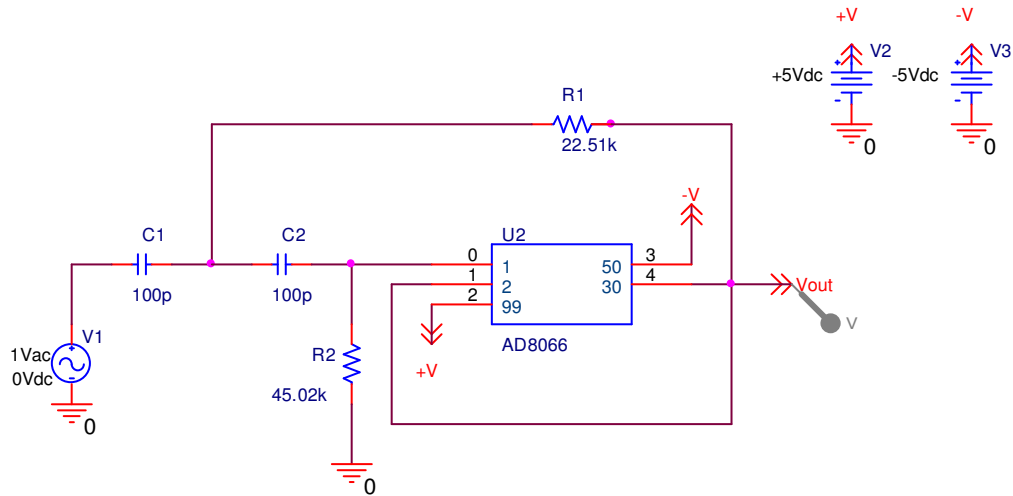 +V
-V
V2
V3
+5Vdc
-5Vdc
0
0
R1
22.51k
-V
C1
C2
U2
100p
100p
0
1
2
1
2
99
50
30
3
4
AD8066
+V
Vout
V
V1
1Vac
0Vdc
0
R2
45.02k
0